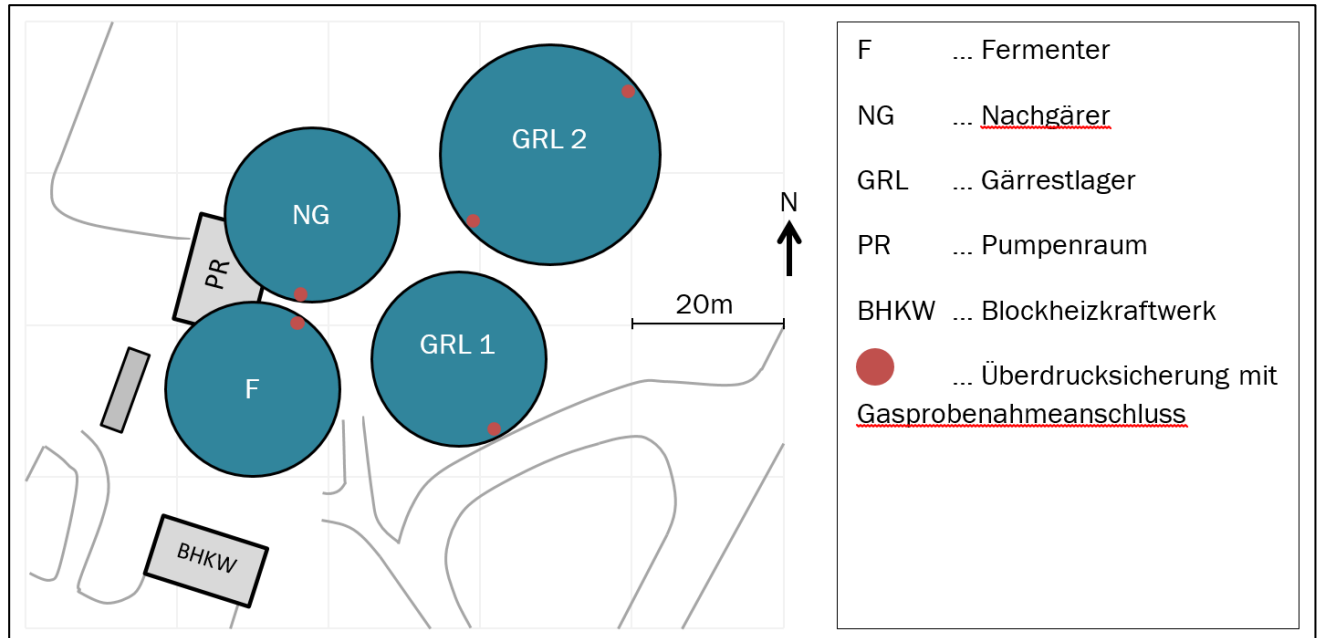 GRL 2
NG
N
PR
20m
GRL 1
F
BHKW
F ... Fermenter
NG ... Nachgärer
GRL ... Gärrestlager
PR ... Pumpenraum
BHKW ... Blockheizkraftwerk
... Überdrucksicherung mit
Gasprobenahmeanschluss